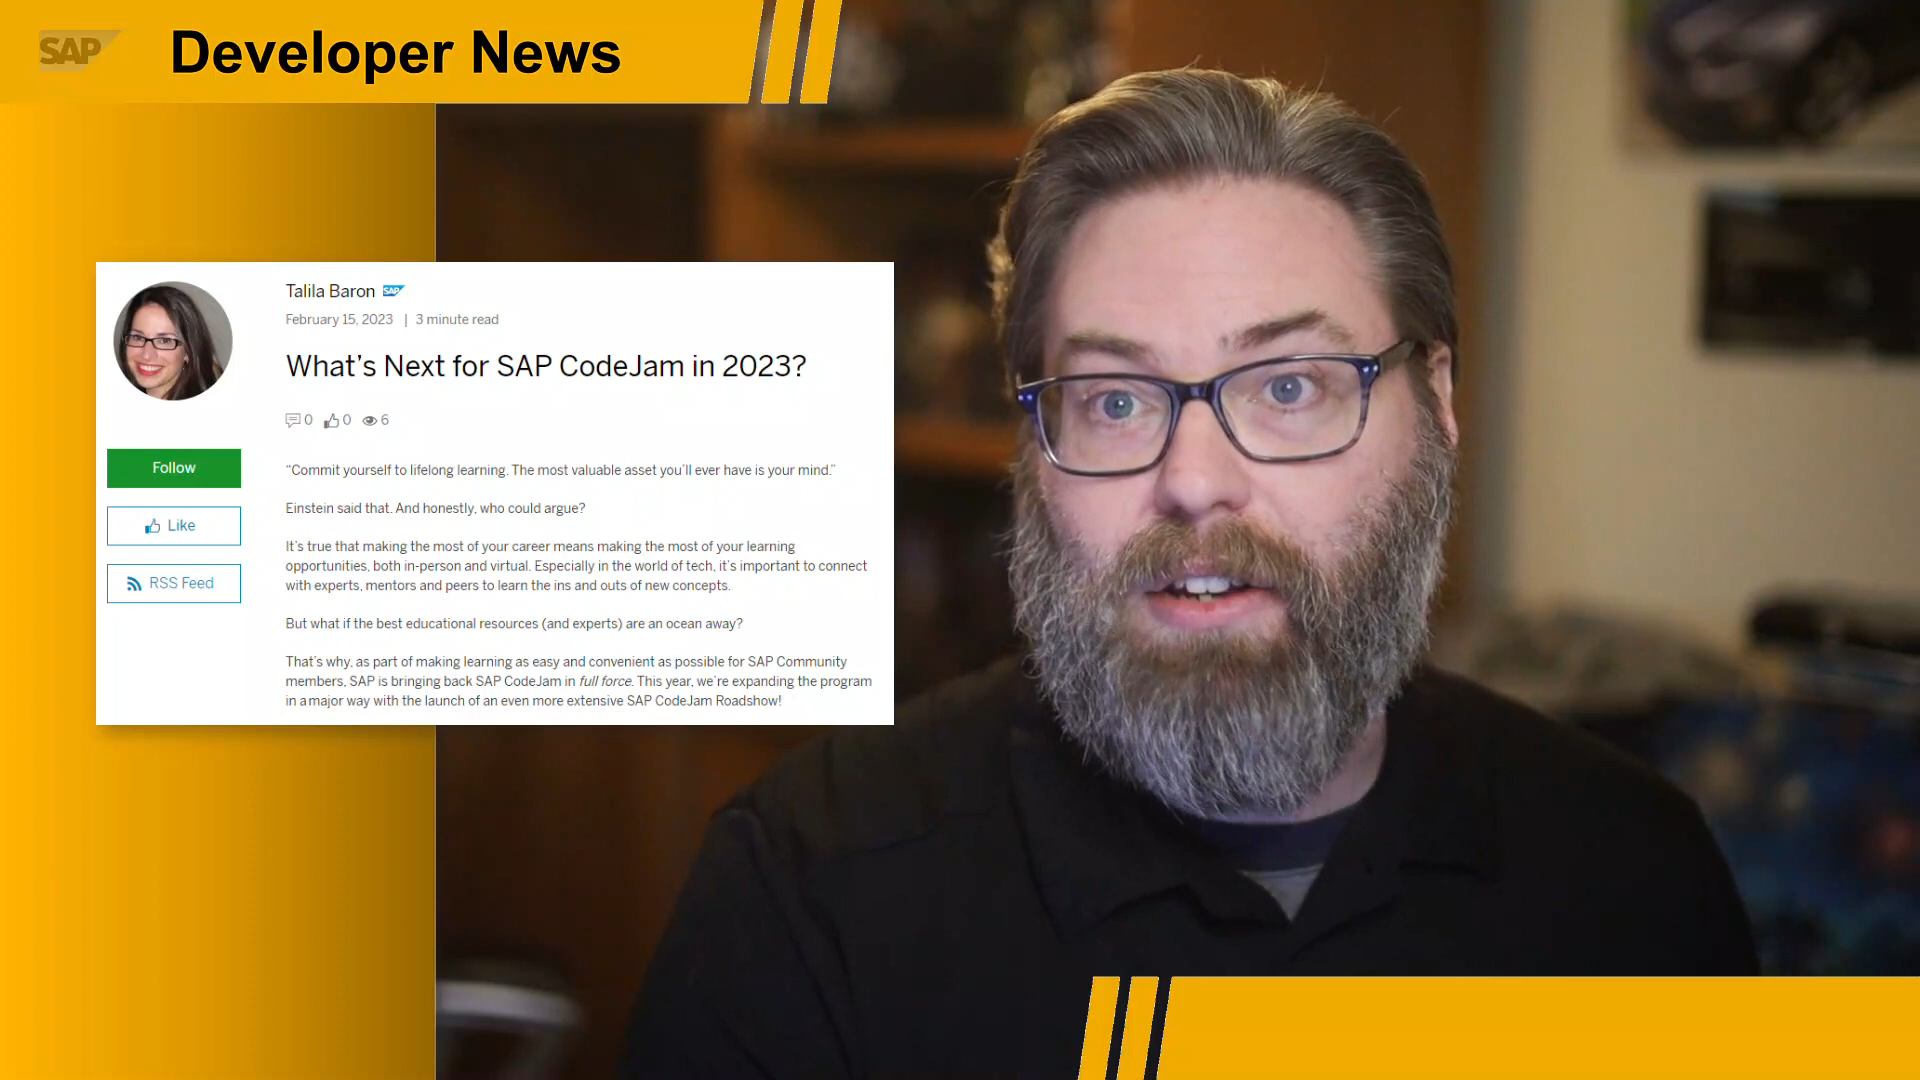 SAP
Developer News
Talila Baron SAP
February 15, 2023 | 3 minute read
What's Next for SAP CodeJam in 2023?
0 0 6
Follow
Like
RSS Feed
“Commit yourself to lifelong learning. The most valuable asset you'll ever have is your mind.”
Einstein said that. And honestly, who could argue?
It's true that making the most of your career means making the most of your learning
opportunities, both in-person and virtual. Especially in the world of tech, it's important to connect
with experts, mentors and peers to learn the ins and outs of new concepts.
But what if the best educational resources (and experts) are an ocean away?
That's why, as part of making learning as easy and convenient as possible for SAP Community
members, SAP is bringing back SAP CodeJam in full force. This year, we're expanding the program
in a major way with the launch of an even more extensive SAP CodeJam Roadshow!